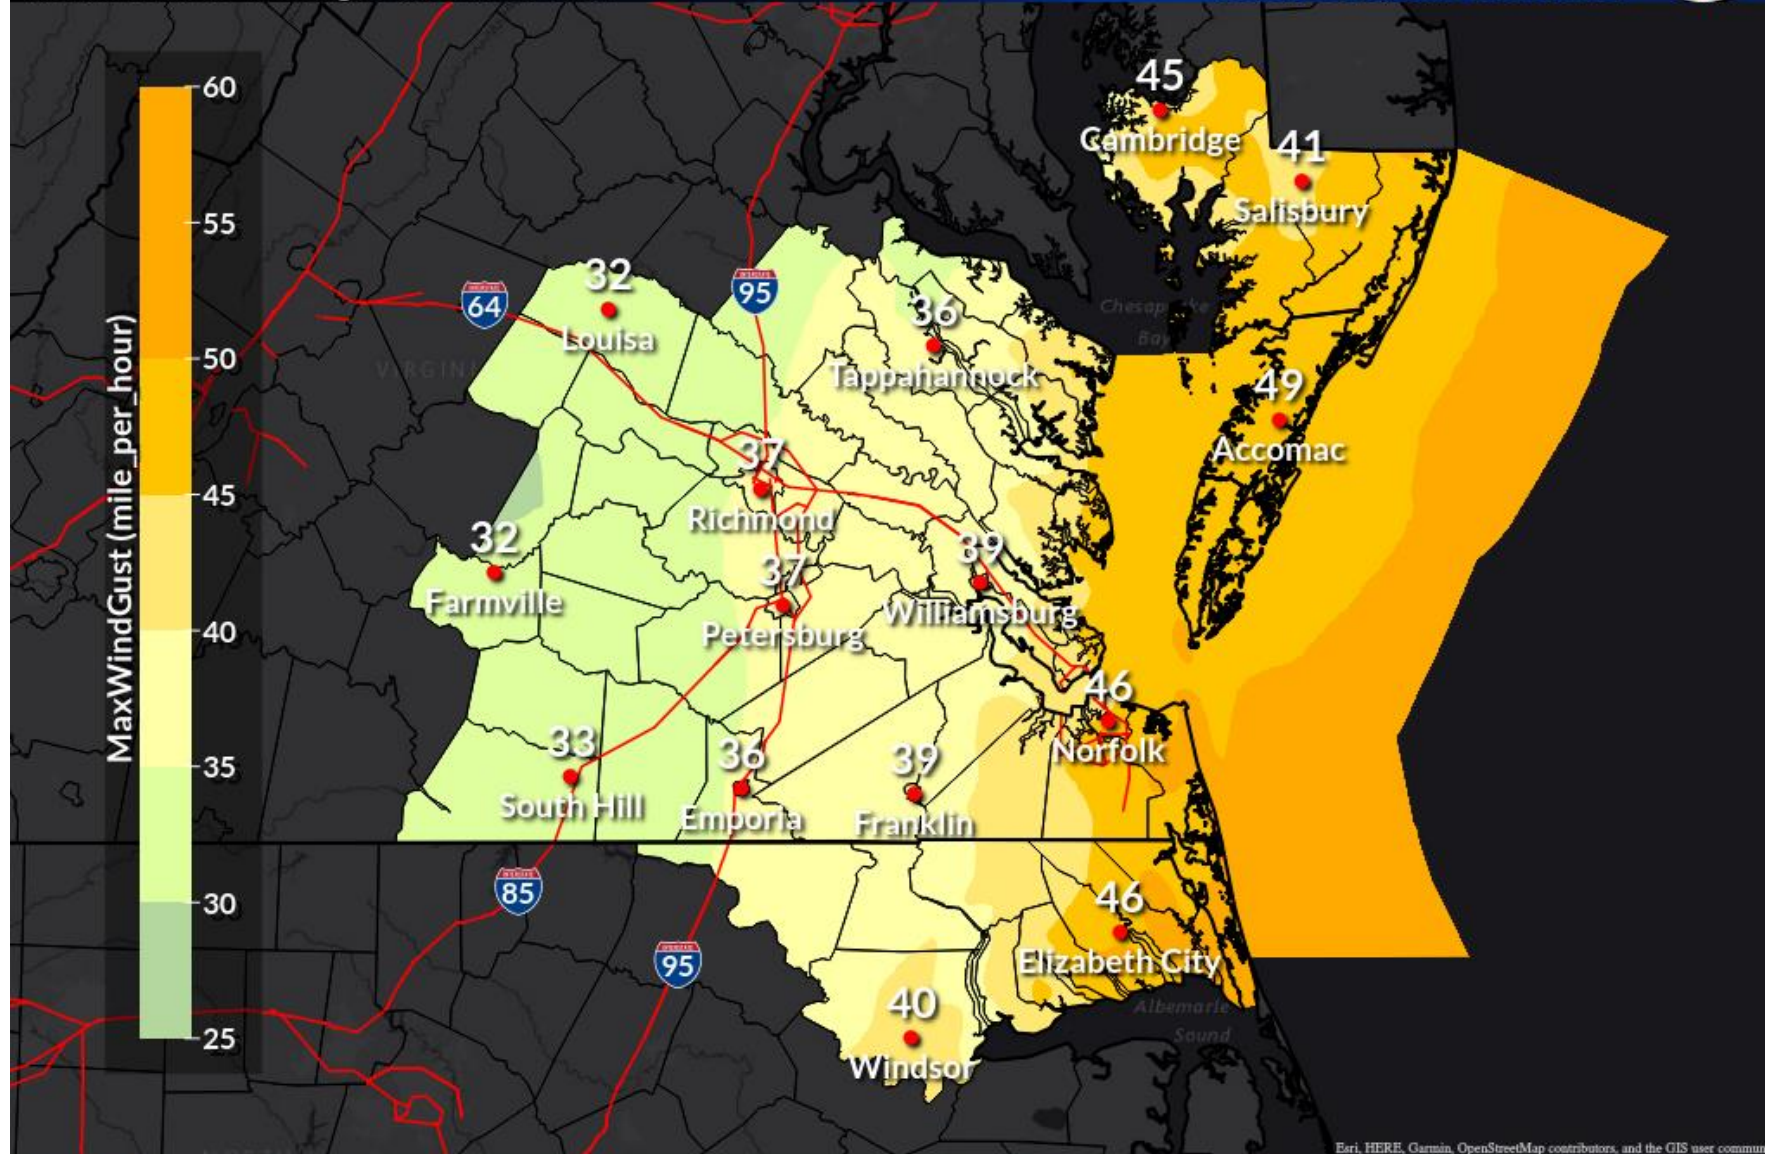 60
55
50
45
40
35
30
25
MaxWindGust (mile_per_hour)
45
Cambridge
41
Salisbury
32
Louisa
64
95
36
Tappahannock
Chesapeake
Bay
VIRGINI
49
Accomac
37
Richmond
32
Farmville
39
Williamsburg
37
Petersburg
46
Norfolk
33
South Hill
36
Emporia
39
Franklin
85
46
Elizabeth City
95
40
Windsor
Albemarle
Sound
Esri, HERE, Garmin, OpenStreetMap contributors, and the GIS user commun